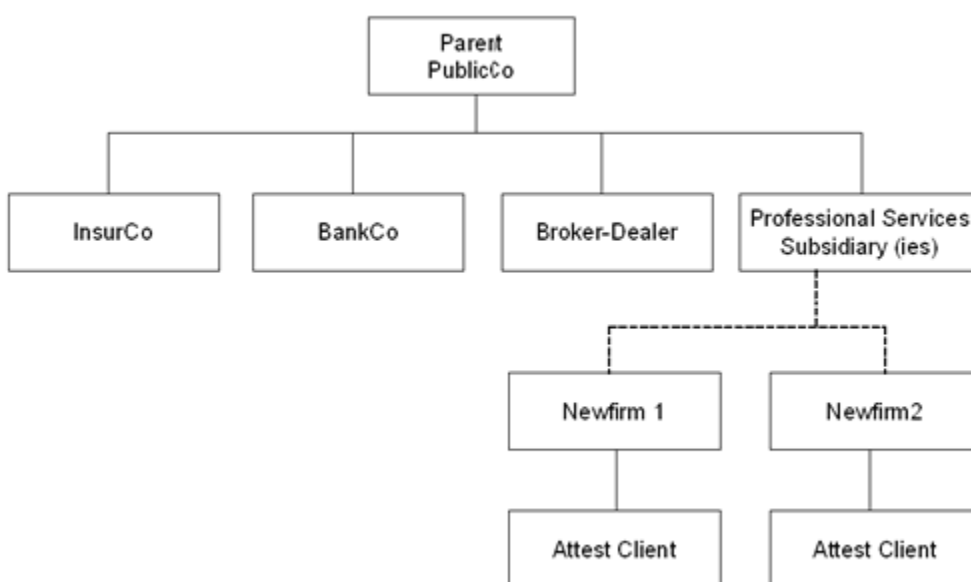 Parent
PublicCo
InsurCo
BankCo
Broker-Dealer
Professional Services
Subsidiary (ies)
Newfirm 1
Newfirm2
Attest Client
Attest Client